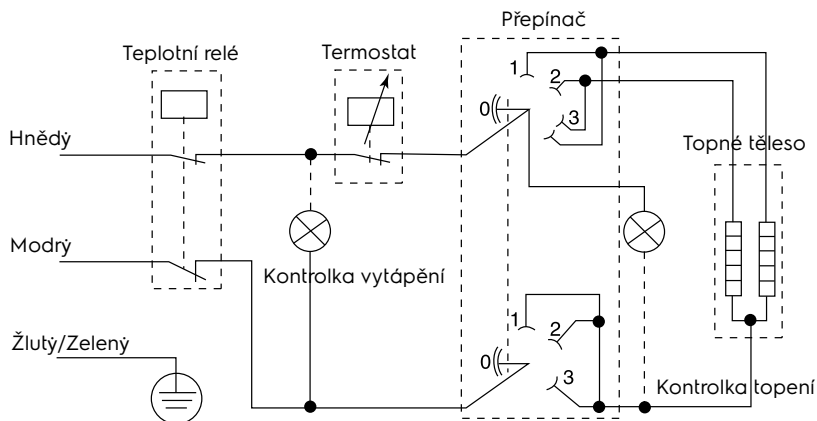 Přepínač
Teplotní relé
Termostat
1
2
0
3
Hnědý
Topné těleso
Modrý
Kontrolka vytápění
1
2
Žlutý/Zelený
0
3
Kontrolka topení